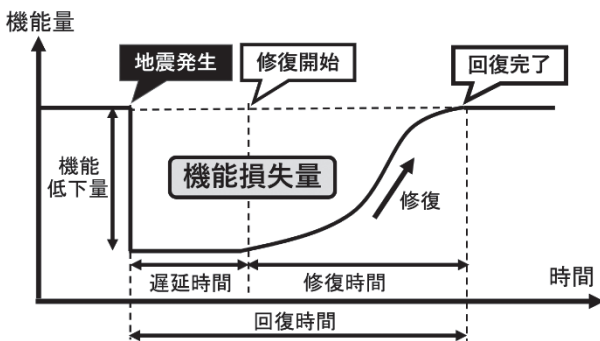 機能量
地震発生
修復開始
回復完了
機能
低下量
機能損失量
修復
遅延時間
修復時間
時間
回復時間